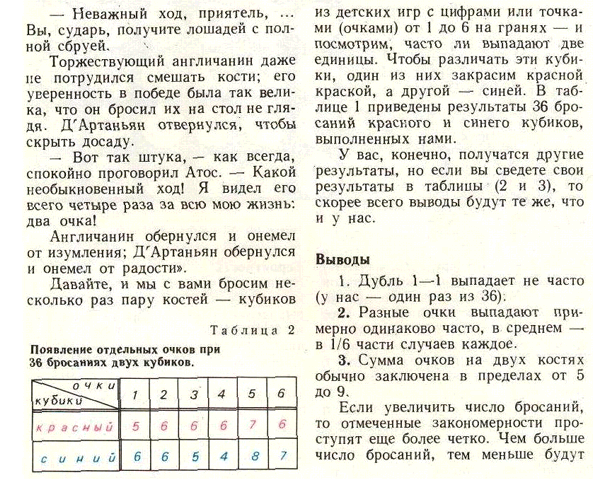 — Неважный ход, приятель, ...
Вы, сударь, получите лошадей с пол-
ной сбруей.
Торжествующий англичанин даже
не потрудился смешать кости; его
уверенность в победе была так вели-
ка, что он бросил их на стол не гля-
дя. Д'Артаньян отвернулся, чтобы
скрыть досаду.
— Вот так штука, — как всегда,
спокойно проговорил Атос. — Какой
необыкновенный ход! Я видел его
всего четыре раза за всю мою жизнь:
два очка!
Англичанин обернулся и онемел
от изумления; Д'Артаньян обернулся
и онемел от радости».
Давайте, и мы с вами бросим не-
сколько раз пару костей — кубиков
Таблица 2
Появление отдельных очков при
36 бросаниях двух кубиков.
очки
кубики 1 2 3 4 5 6
красный 5 6 6 6 7 6
синий 6 6 5 4 8 7
из детских игр с цифрами или точка-
ми (очками) от 1 до 6 на гранях — и
посмотрим, часто ли выпадают две
единицы. Чтобы различать эти куби-
ки, один из них закрасим красной
краской, а другой — синей. В таб-
лице 1 приведены результаты 36 бро-
саний красного и синего кубиков,
выполненных нами.
У вас, конечно, получатся другие
результаты, но если вы сведете свои
результаты в таблицы (2 и 3), то
скорее всего выводы будут те же, что
и у нас.
Выводы
1. Дубль 1—1 выпадает не часто
(у нас — один раз из 36).
2. Разные очки выпадают при-
мерно одинаково часто, в среднем —
в 1/6 части случаев каждое.
3. Сумма очков на двух костях
обычно заключена в пределах от 5
до 9.
Если увеличить число бросаний,
то отмеченные закономерности про-
ступят еще более четко. Чем больше
число бросаний, тем меньше будут